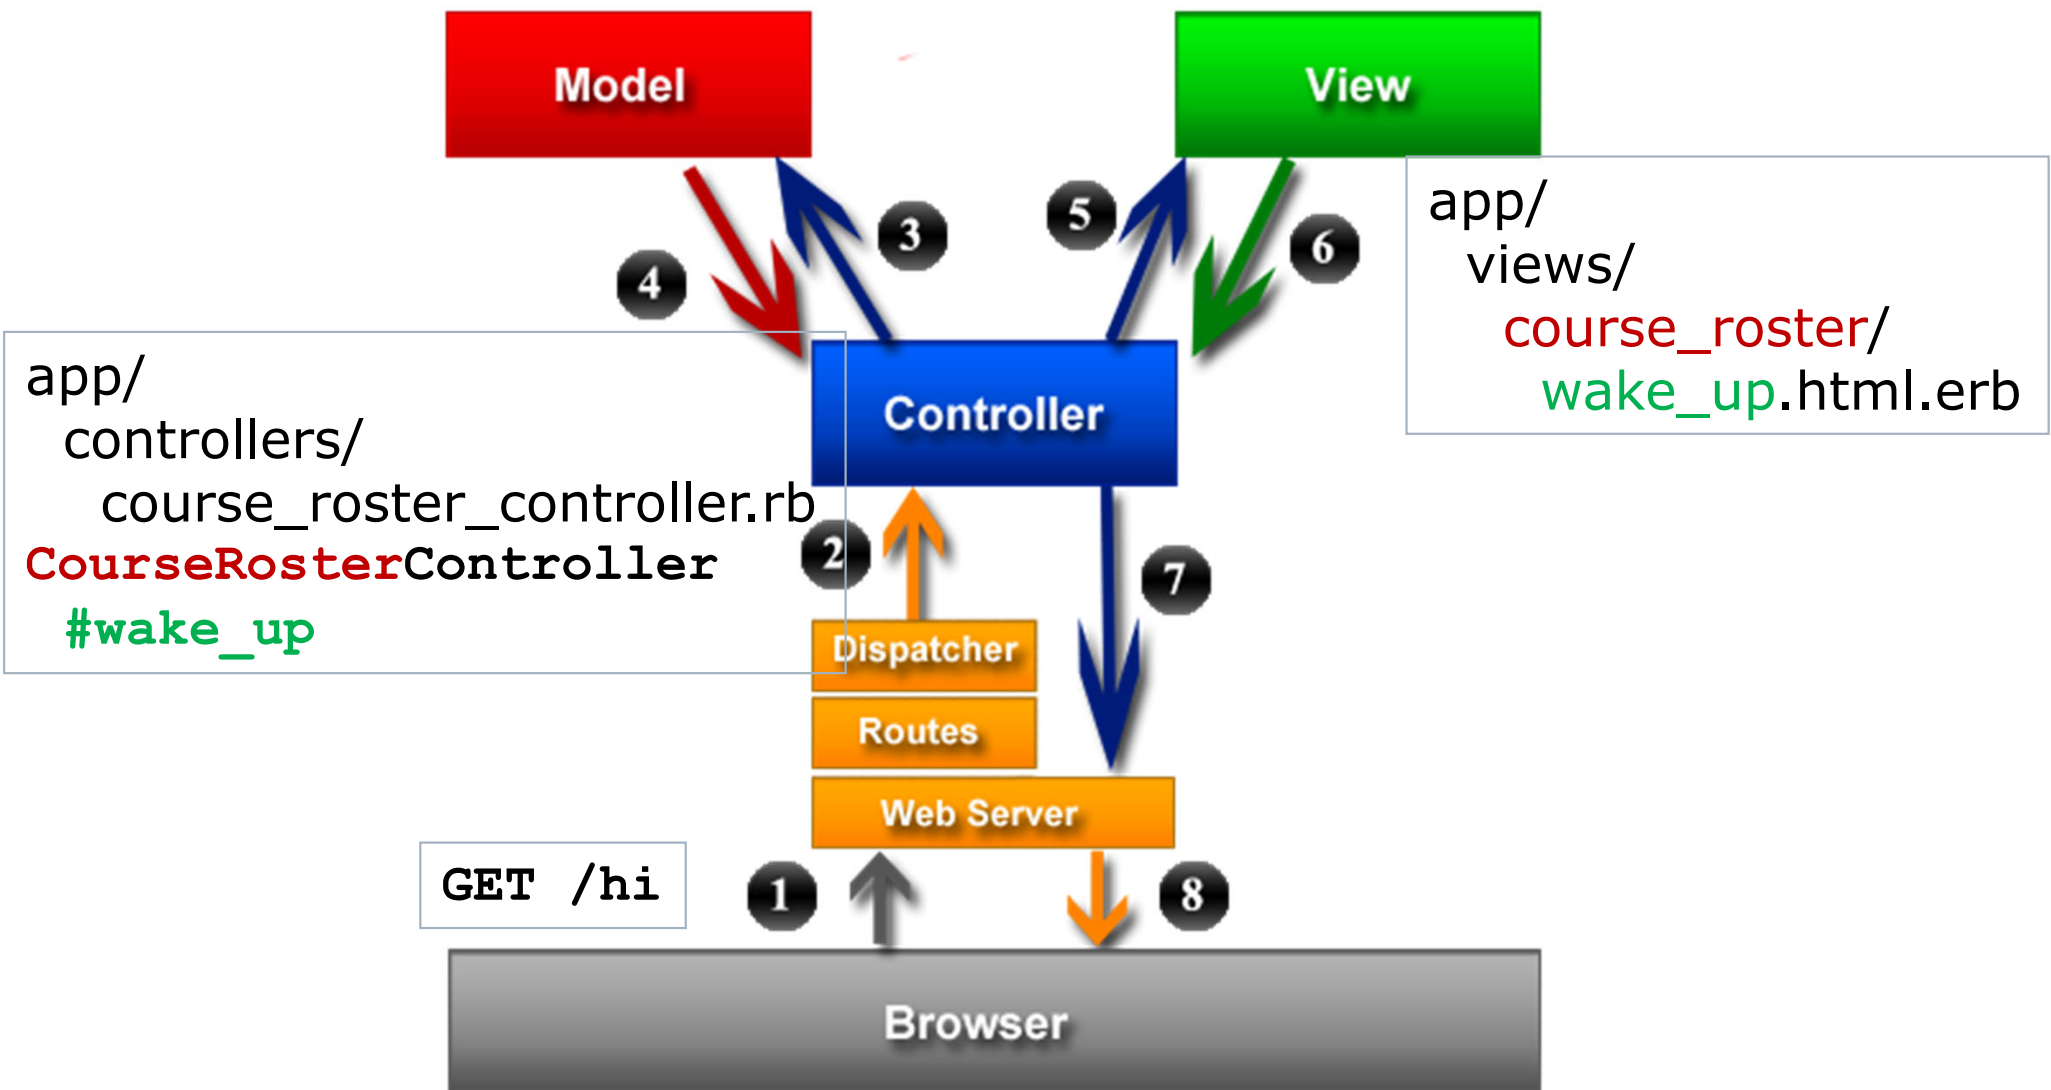 Model
View
3
5
4
6
app/
views/
course_roster/
wake_up.html.erb
app/
controllers/
course_roster_controller.rb
CourseRosterController
#wake_up
Controller
2
7
Dispatcher
Routes
Web Server
GET /hi
1
8
Browser